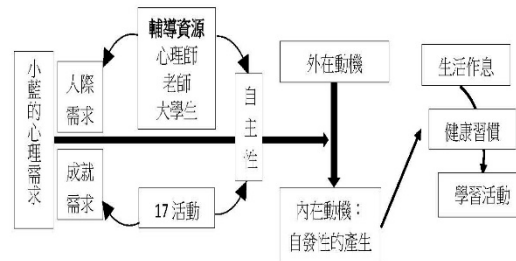 小藍的心理需求
人際
需求
成就
需求
輔導資源
心理師
老師
大學生
17 活動
自主性
外在動機
內在動機：
自發性的產生
生活作息
健康習慣
學習活動